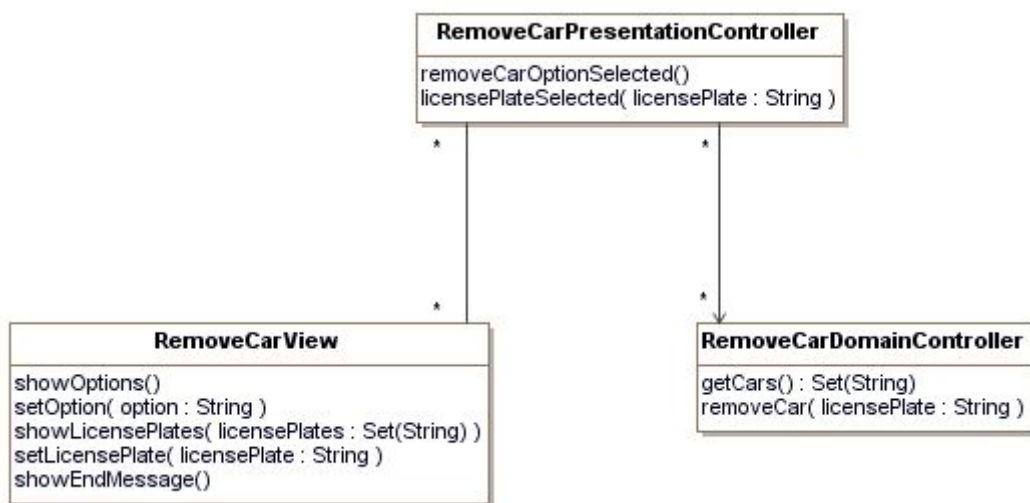 RemoveCarPresentationController
removeCarOptionSelected()
licensePlateSelected( licensePlate : String )
*
*
*
*
RemoveCarView
showOptions()
setOption( option : String )
showLicensePlates( licensePlates : Set(String) )
setLicensePlate( licensePlate : String )
showEndMessage()
RemoveCarDomainController
getCars() : Set(String)
removeCar( licensePlate : String )